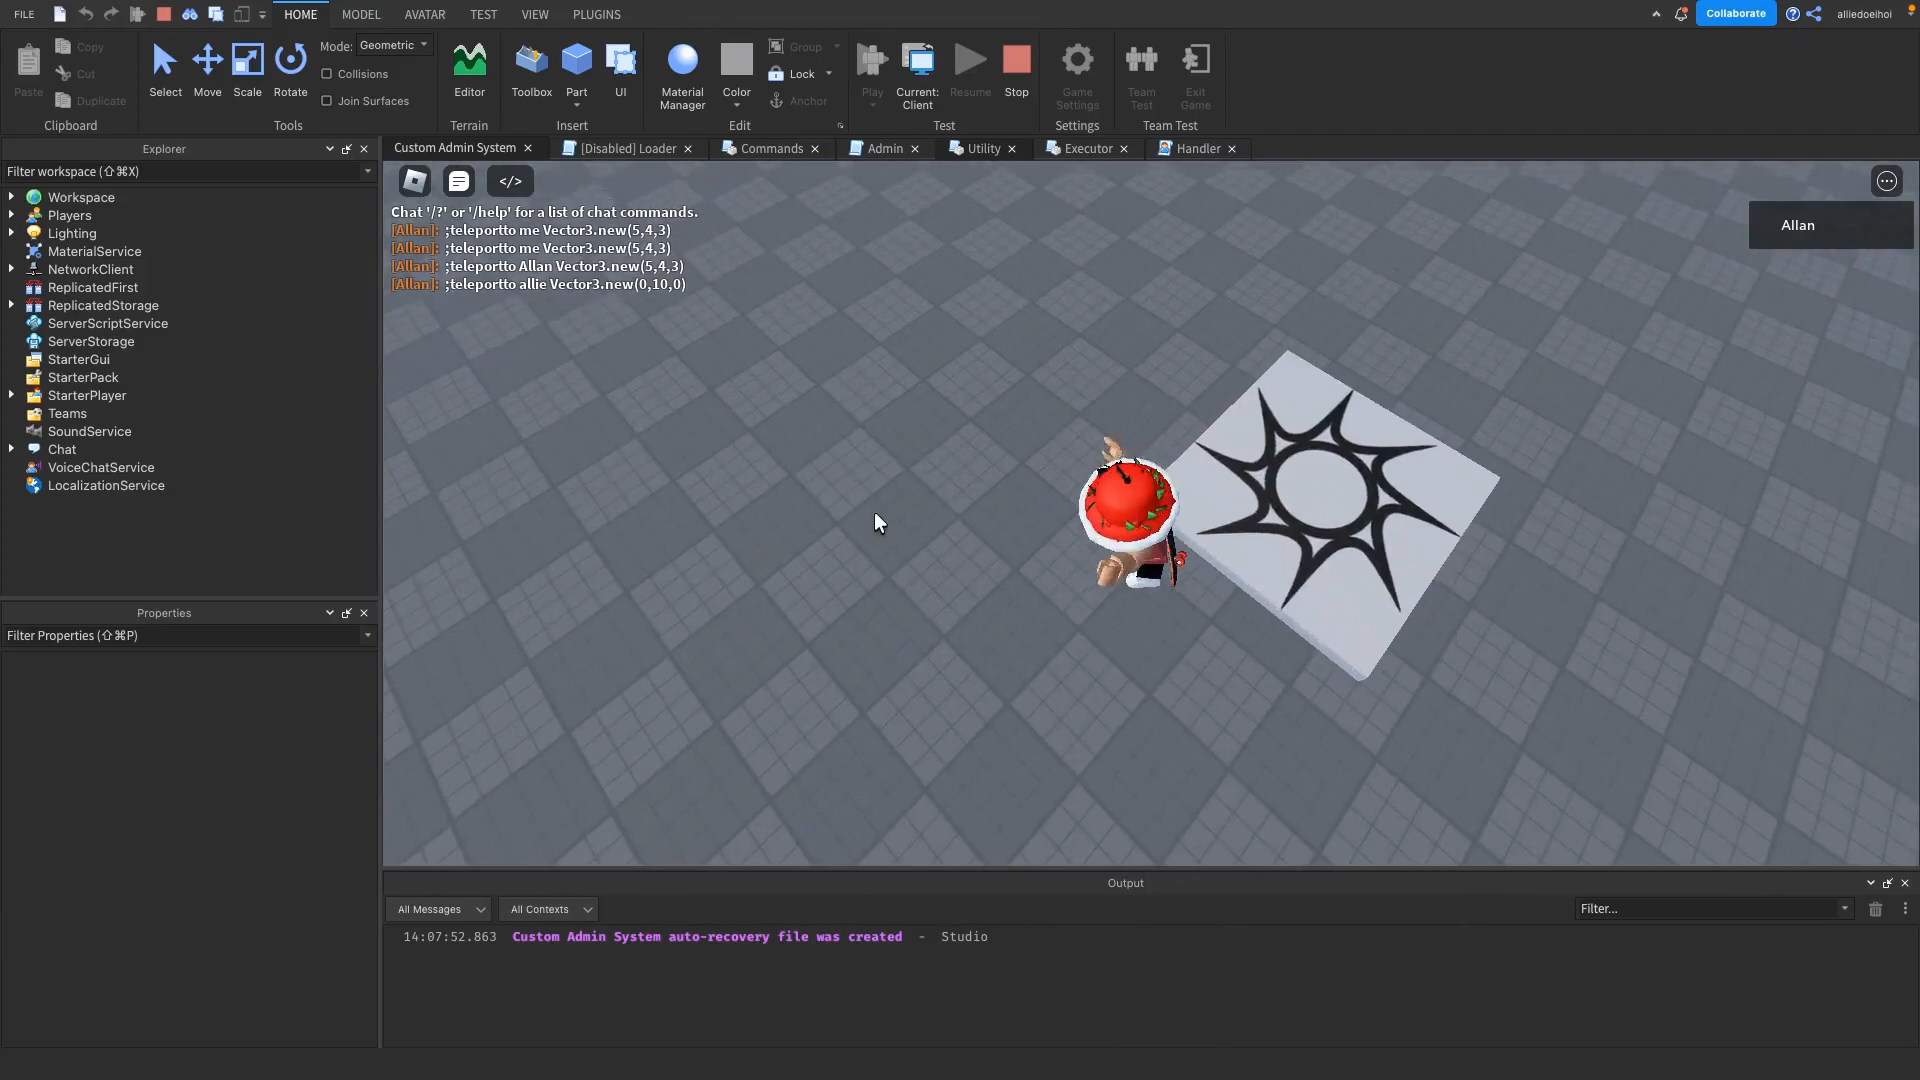 FILE
HOME
MODEL
AVATAR
TEST
VIEW
PLUGINS
Collaborate
alliedoeihoi
Paste
Copy
Cut
Duplicate
Clipboard
Select
Move
Scale
Rotate
Mode: Geometric
Collisions
Join Surfaces
Tools
Editor
Terrain
Toolbox
Part
UI
Insert
Material Manager
Color
Group
Lock
Anchor
Edit
Play
Current: Client
Resume
Stop
Test
Game Settings
Settings
Team Test
Exit Game
Team Test
Explorer
Filter workspace (⇧⌘X)
Workspace
Players
Lighting
MaterialService
NetworkClient
ReplicatedFirst
ReplicatedStorage
ServerScriptService
ServerStorage
StarterGui
StarterPack
StarterPlayer
Teams
SoundService
Chat
VoiceChatService
LocalizationService
Properties
Filter Properties (⇧⌘P)
Custom Admin System
[Disabled] Loader
Commands
Admin
Utility
Executor
Handler
</>
Chat '/?' or '/help' for a list of chat commands.
[Allan]: ;teleportto me Vector3.new(5,4,3)
[Allan]: ;teleportto me Vector3.new(5,4,3)
[Allan]: ;teleportto Allan Vector3.new(5,4,3)
[Allan]: ;teleportto allie Vector3.new(0,10,0)
Allan
Output
All Messages
All Contexts
Filter...
14:07:52.863 Custom Admin System auto-recovery file was created - Studio